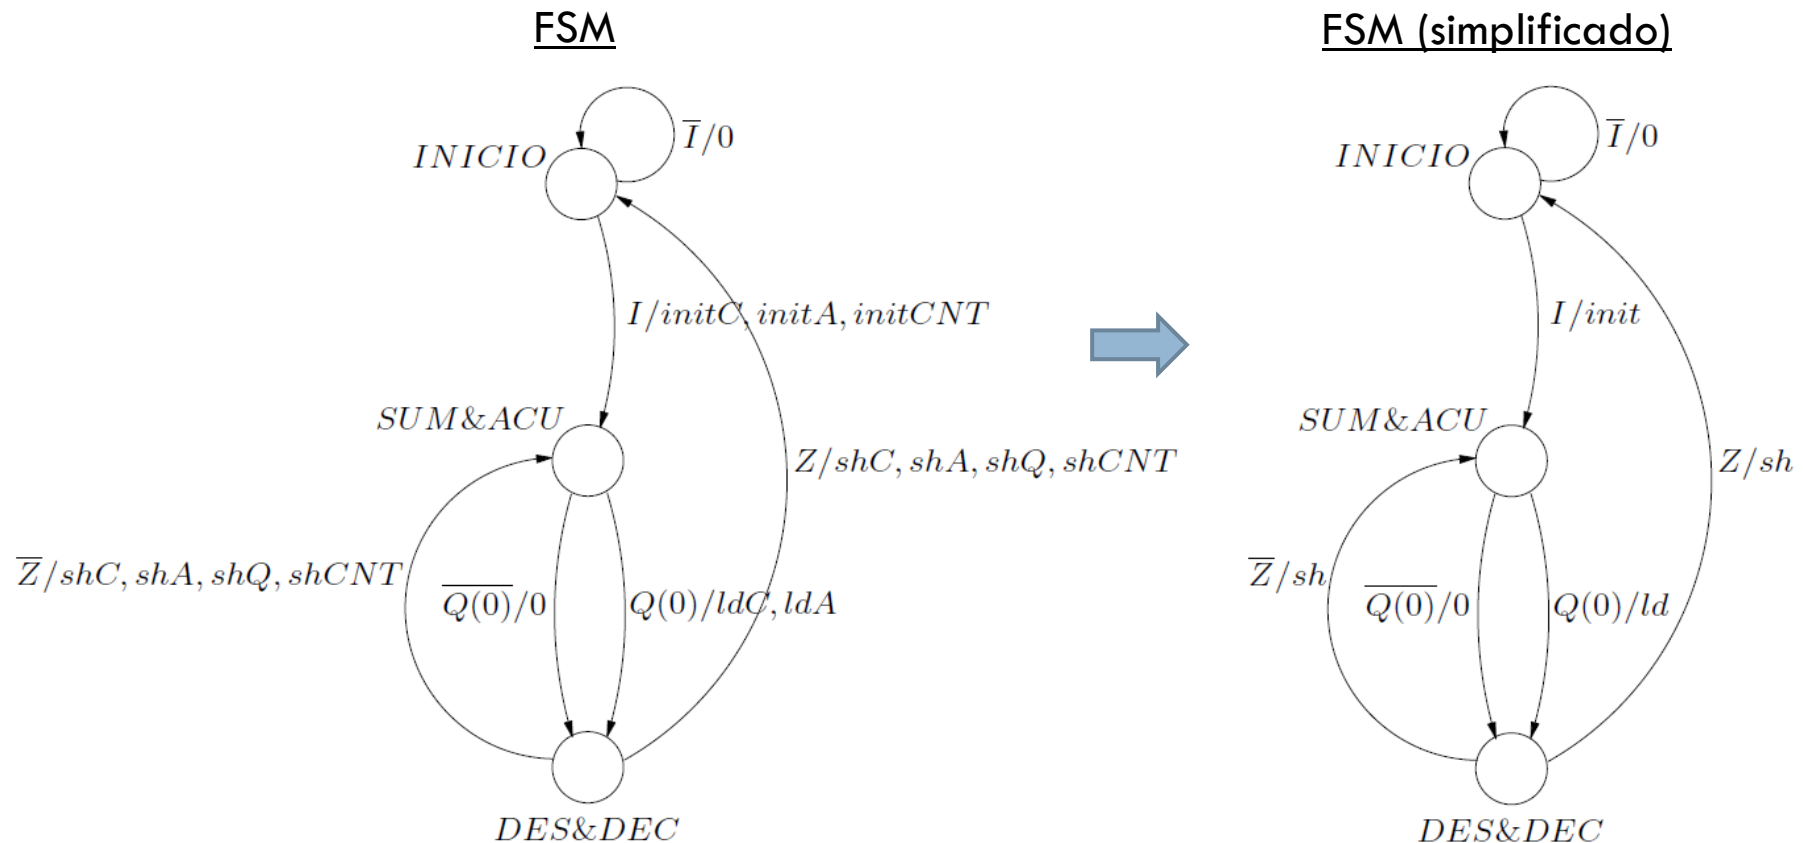 FSM
I̅/0
INICIO
I/initC, initA, initCNT
SUM&ACU
Z/shC, shA, shQ, shCNT
Z̅/shC, shA, shQ, shCNT
Q̅(̅0̅)̅/0
Q(0)/ldC, ldA
DES&DEC
FSM (simplificado)
I̅/0
INICIO
I/init
SUM&ACU
Z/sh
Z̅/sh
Q̅(̅0̅)̅/0
Q(0)/ld
DES&DEC